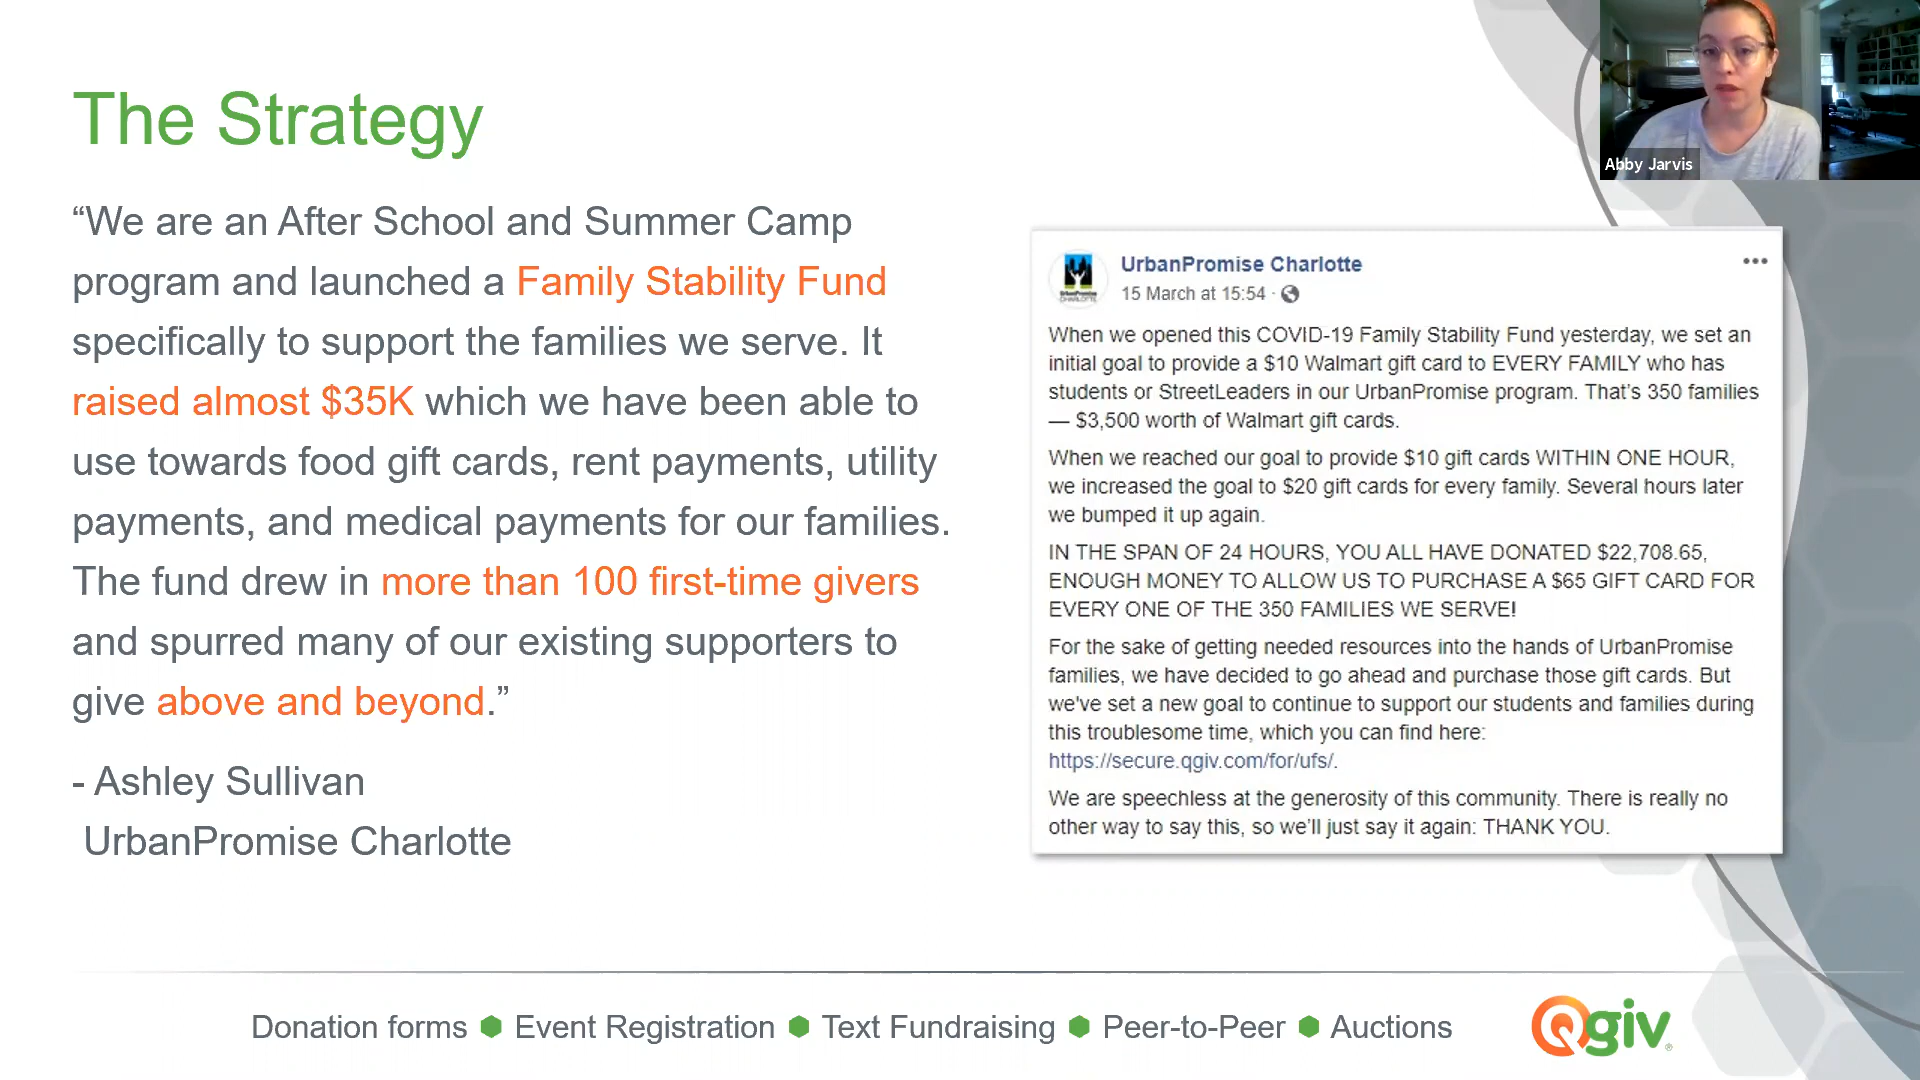 The Strategy
“We are an After School and Summer Camp
program and launched a Family Stability Fund
specifically to support the families we serve. It
raised almost $35K which we have been able to
use towards food gift cards, rent payments, utility
payments, and medical payments for our families.
The fund drew in more than 100 first-time givers
and spurred many of our existing supporters to
give above and beyond.”
- Ashley Sullivan
UrbanPromise Charlotte
Abby Jarvis
UrbanPromise
CHARLOTTE
UrbanPromise Charlotte
15 March at 15:54 ·
When we opened this COVID-19 Family Stability Fund yesterday, we set an
initial goal to provide a $10 Walmart gift card to EVERY FAMILY who has
students or StreetLeaders in our UrbanPromise program. That's 350 families
— $3,500 worth of Walmart gift cards.
When we reached our goal to provide $10 gift cards WITHIN ONE HOUR,
we increased the goal to $20 gift cards for every family. Several hours later
we bumped it up again.
IN THE SPAN OF 24 HOURS, YOU ALL HAVE DONATED $22,708.65,
ENOUGH MONEY TO ALLOW US TO PURCHASE A $65 GIFT CARD FOR
EVERY ONE OF THE 350 FAMILIES WE SERVE!
For the sake of getting needed resources into the hands of UrbanPromise
families, we have decided to go ahead and purchase those gift cards. But
we've set a new goal to continue to support our students and families during
this troublesome time, which you can find here:
https://secure.qgiv.com/for/ufs/.
We are speechless at the generosity of this community. There is really no
other way to say this, so we'll just say it again: THANK YOU.
Donation forms Event Registration Text Fundraising Peer-to-Peer Auctions
Qgiv®